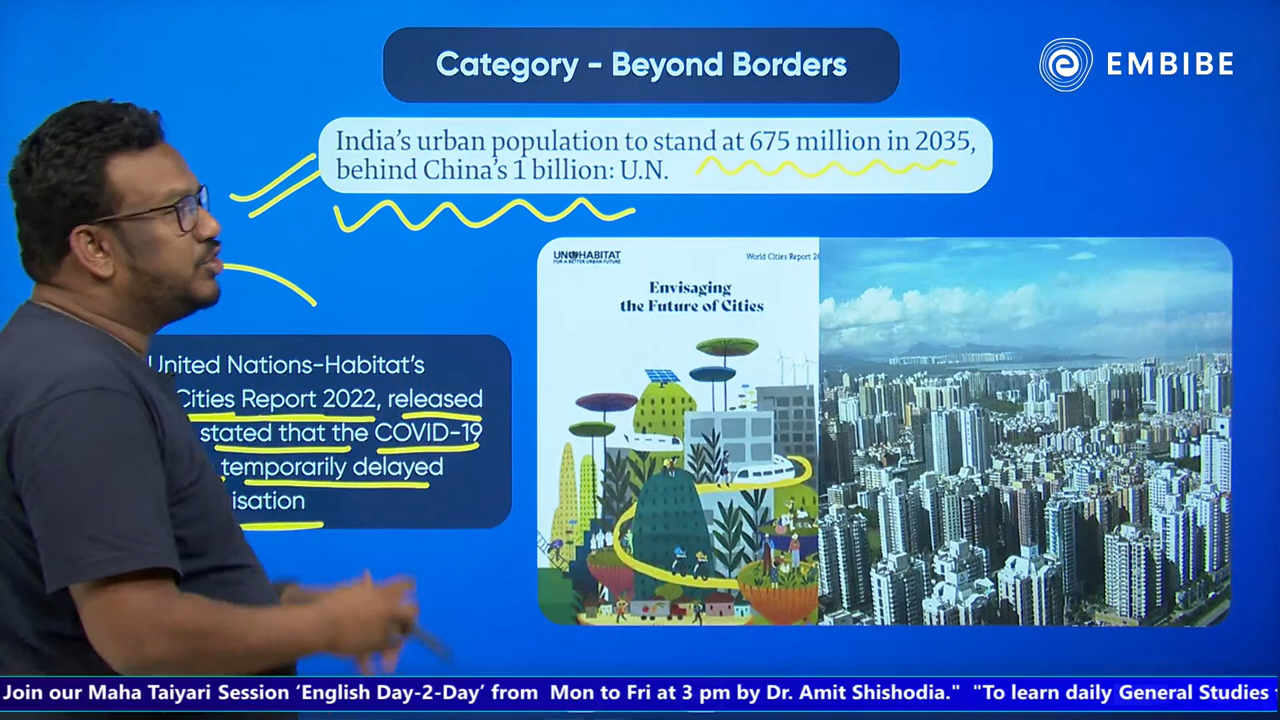 Category - Beyond Borders
EMBIBE
India's urban population to stand at 675 million in 2035,
behind China's 1 billion: U.N.
UN HABITAT
FOR A BETTER URBAN FUTURE
World Cities Report
Envisaging
the Future of Cities
United Nations-Habitat's
Cities Report 2022, released
stated that the COVID-19
temporarily delayed
isation
Join our Maha Taiyari Session ‘English Day-2-Day’ from Mon to Fri at 3 pm by Dr. Amit Shishodia." "To learn daily General Studies